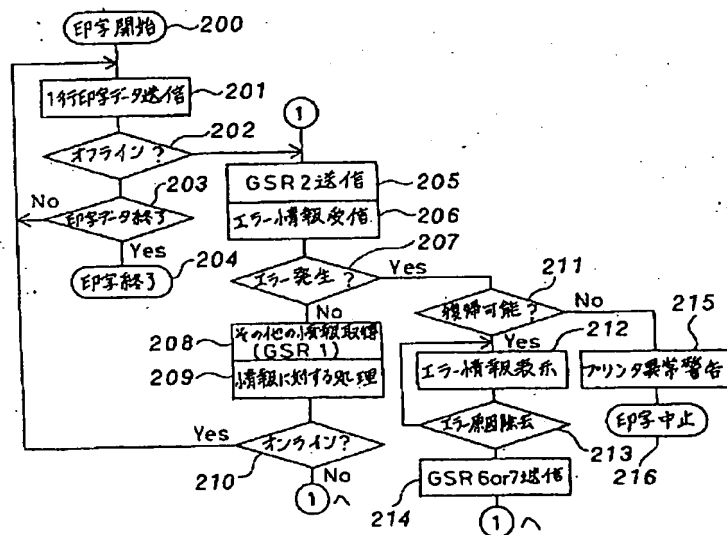 印字開始
200
1行印字データ送信
201
オフライン?
202
No
印字データ終了
203
Yes
印字終了
204
1
GSR2送信
205
エラー情報受信
206
エラー発生?
207
Yes
No
208
その他の情報取得
(GSR1)
209
情報に対する処理
Yes
オンライン?
210
No
1へ
復帰可能?
211
No
Yes
212
エラー情報表示
エラー原因除去
213
214
GSR6or7送信
1へ
215
プリンタ異常警告
印字中止
216